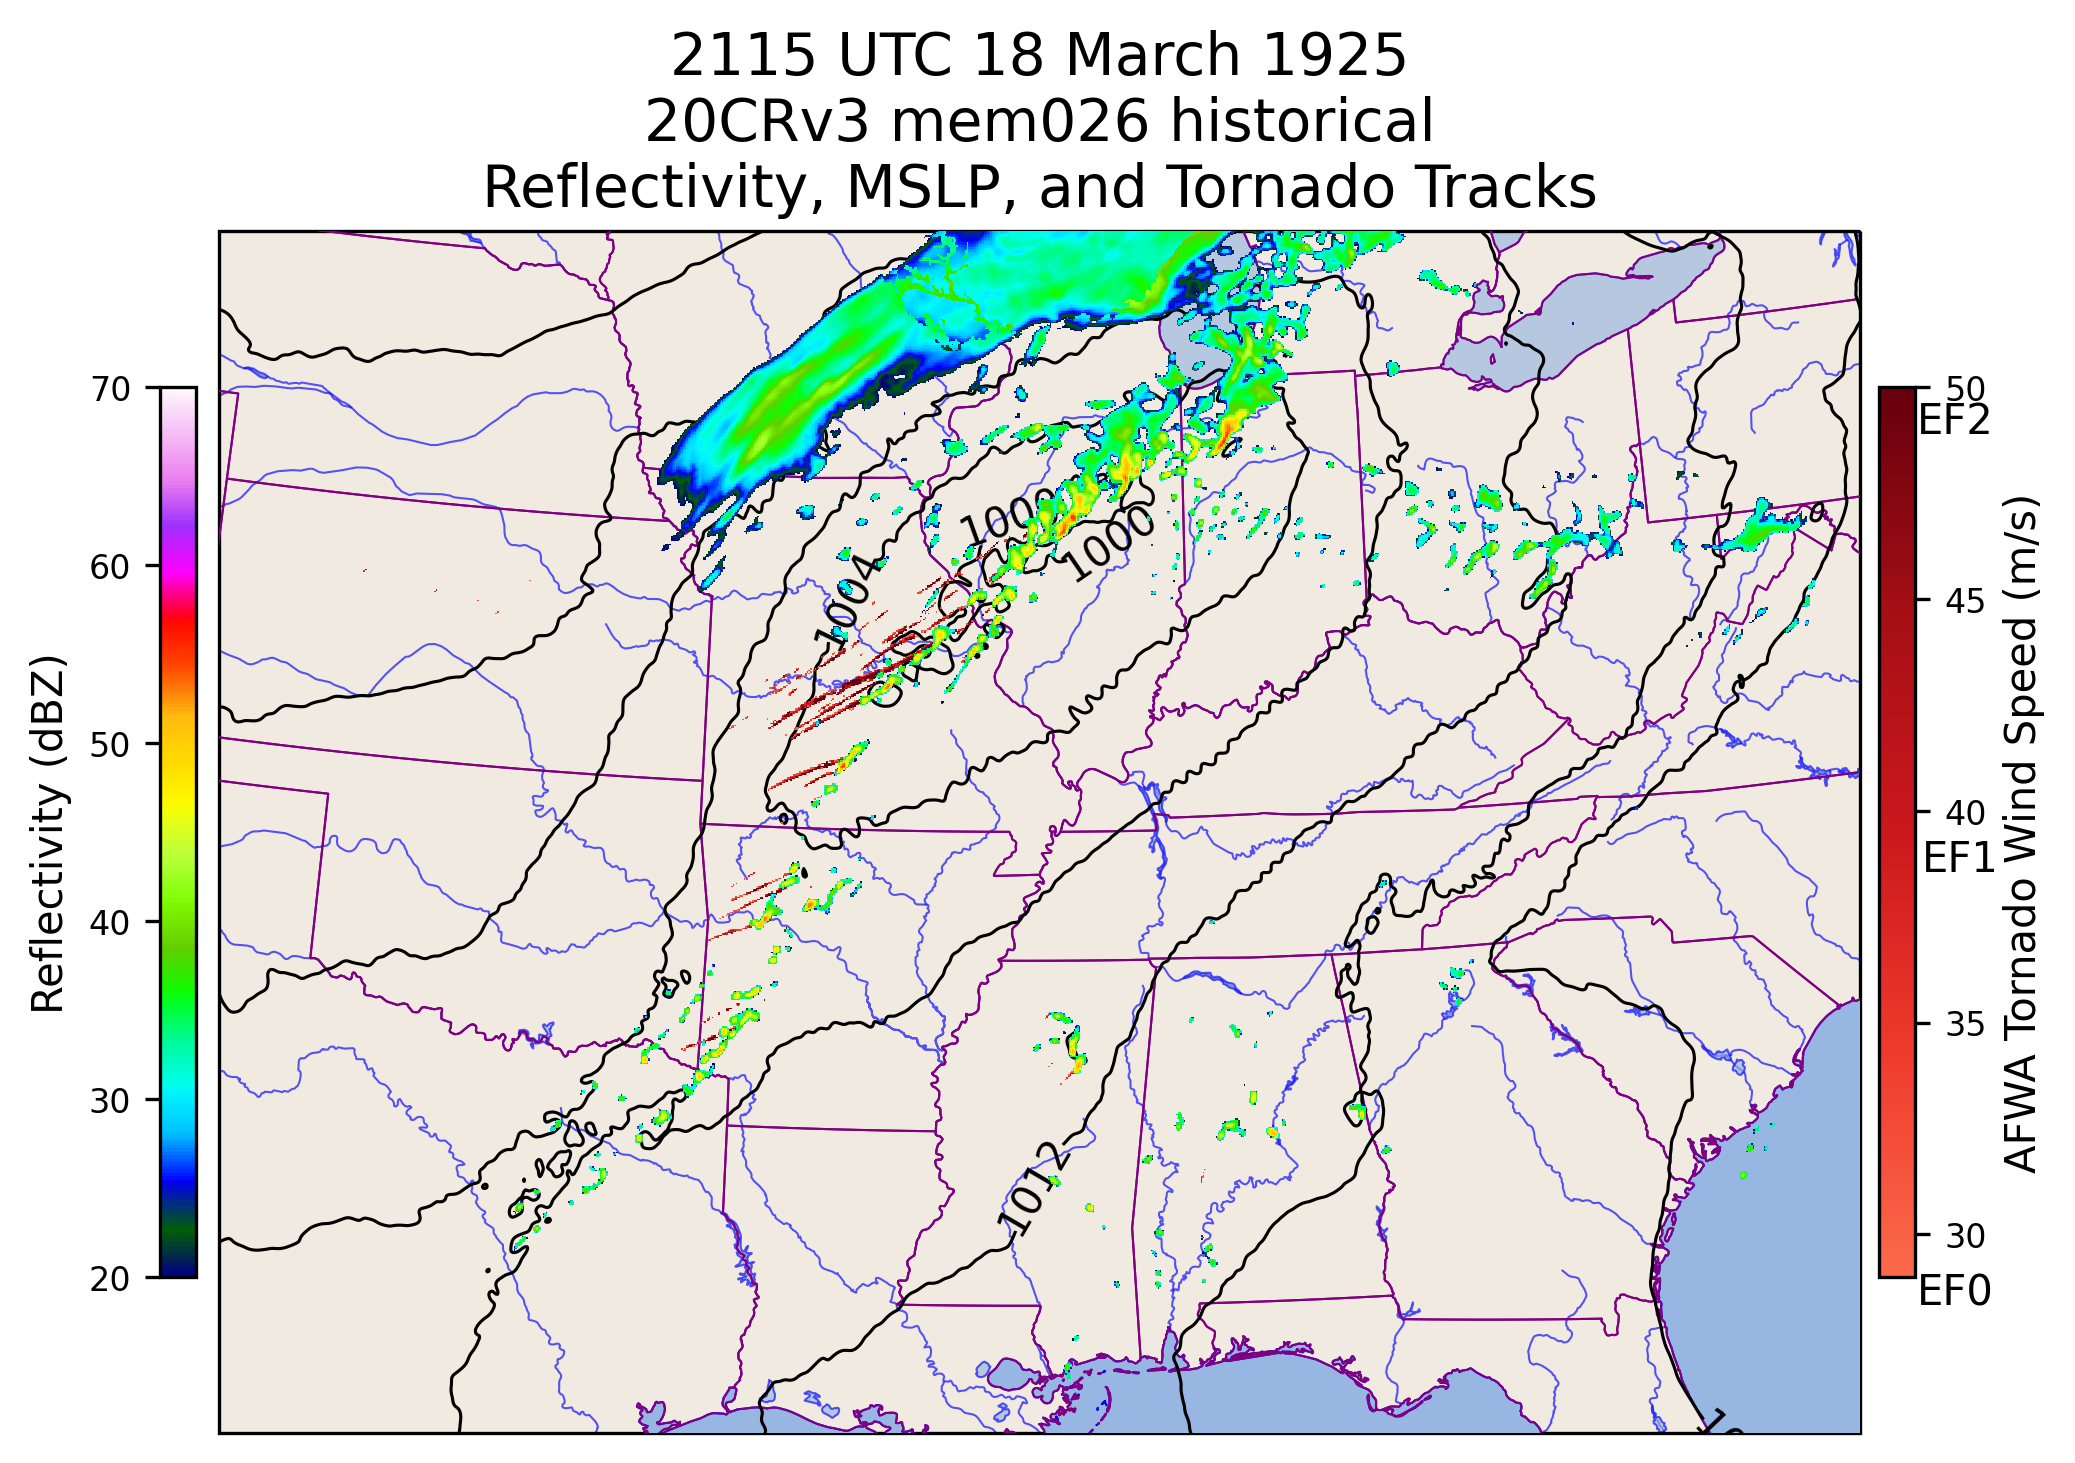 2115 UTC 18 March 1925
20CRv3 mem026 historical
Reflectivity, MSLP, and Tornado Tracks
70
60
50
40
30
20
Reflectivity (dBZ)
1000
1000
1004
1012
50
EF2
45
40
EF1
35
30
EF0
AFWA Tornado Wind Speed (m/s)